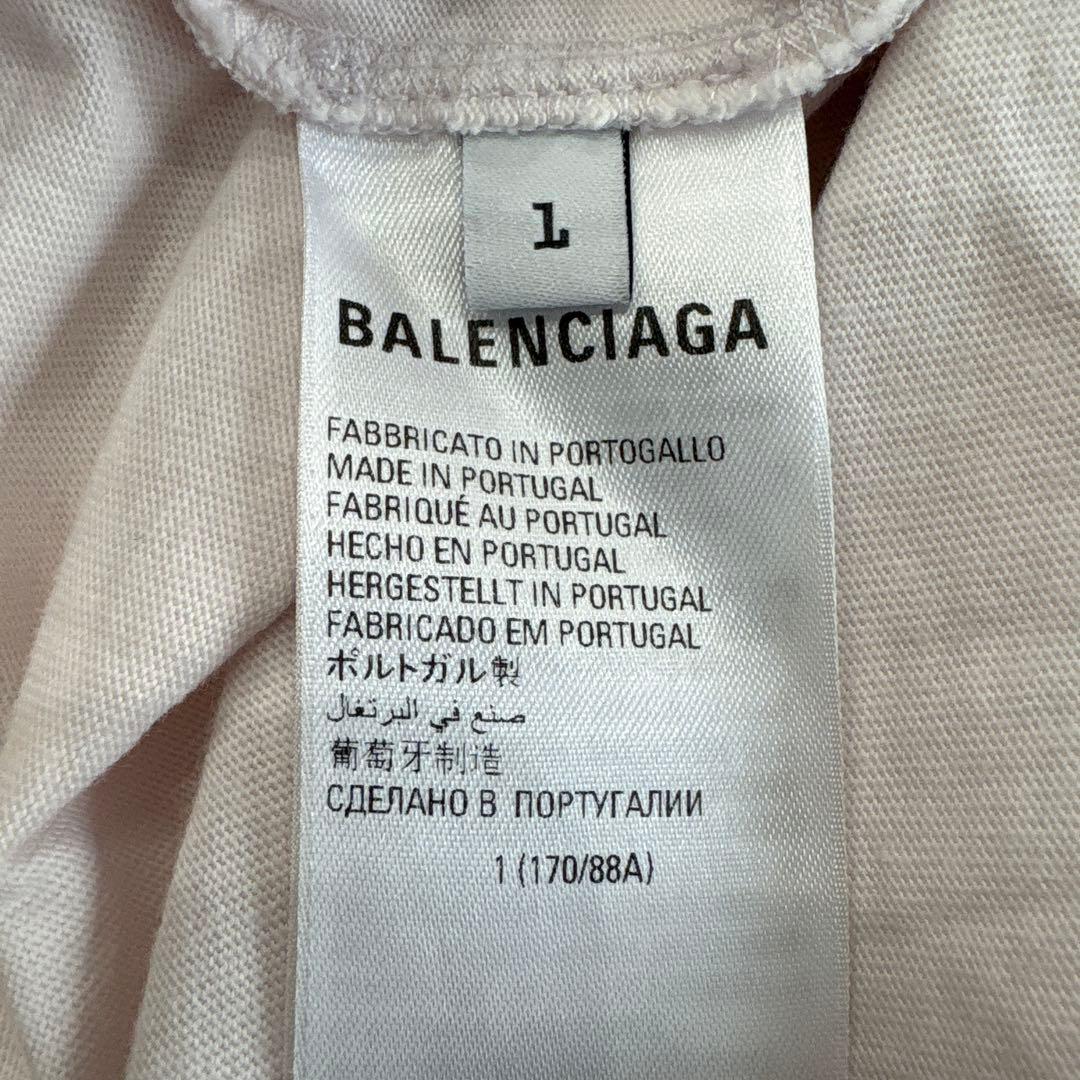 1
BALENCIAGA
FABBRICATO IN PORTOGALLO
MADE IN PORTUGAL
FABRIQUÉ AU PORTUGAL
HECHO EN PORTUGAL
HERGESTELLT IN PORTUGAL
FABRICADO EM PORTUGAL
ポルトガル製
صنع في البرتغال
葡萄牙制造
СДЕЛАНО В ПОРТУГАЛИИ
1 (170/88A)